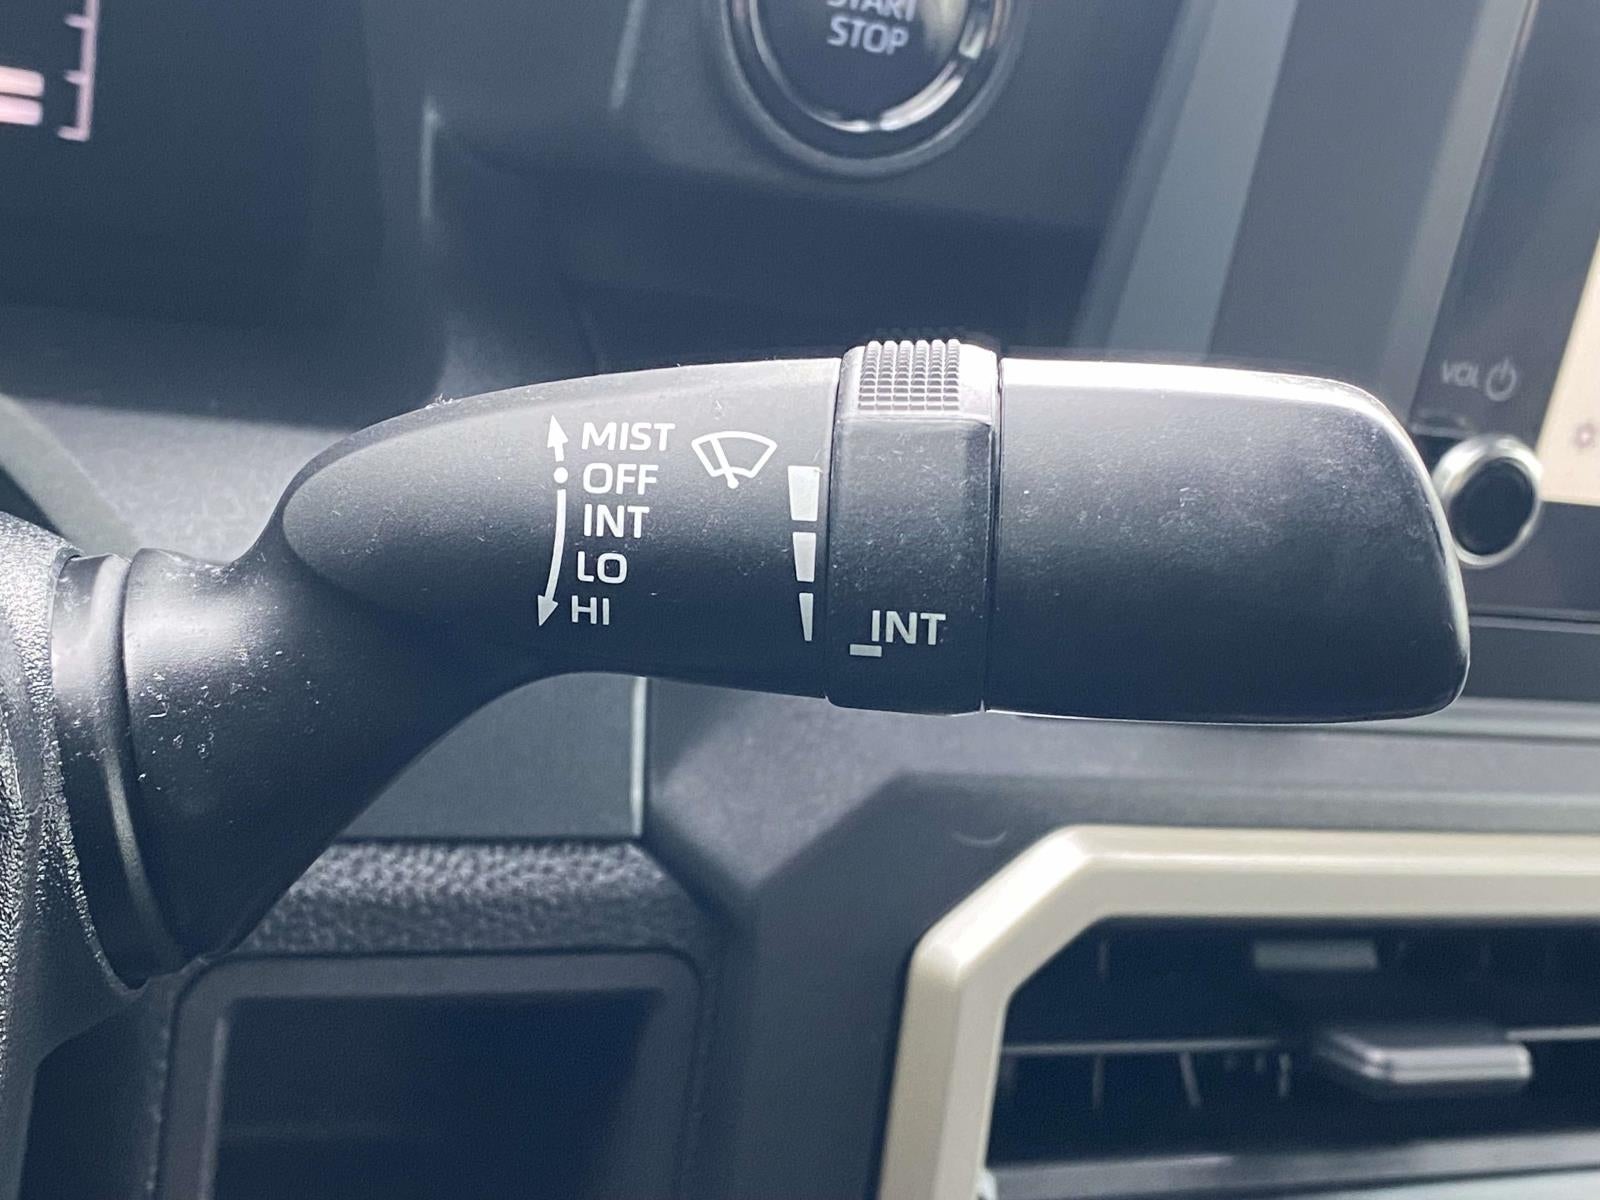 START
STOP
VOL
MIST
OFF
INT
LO
HI
INT